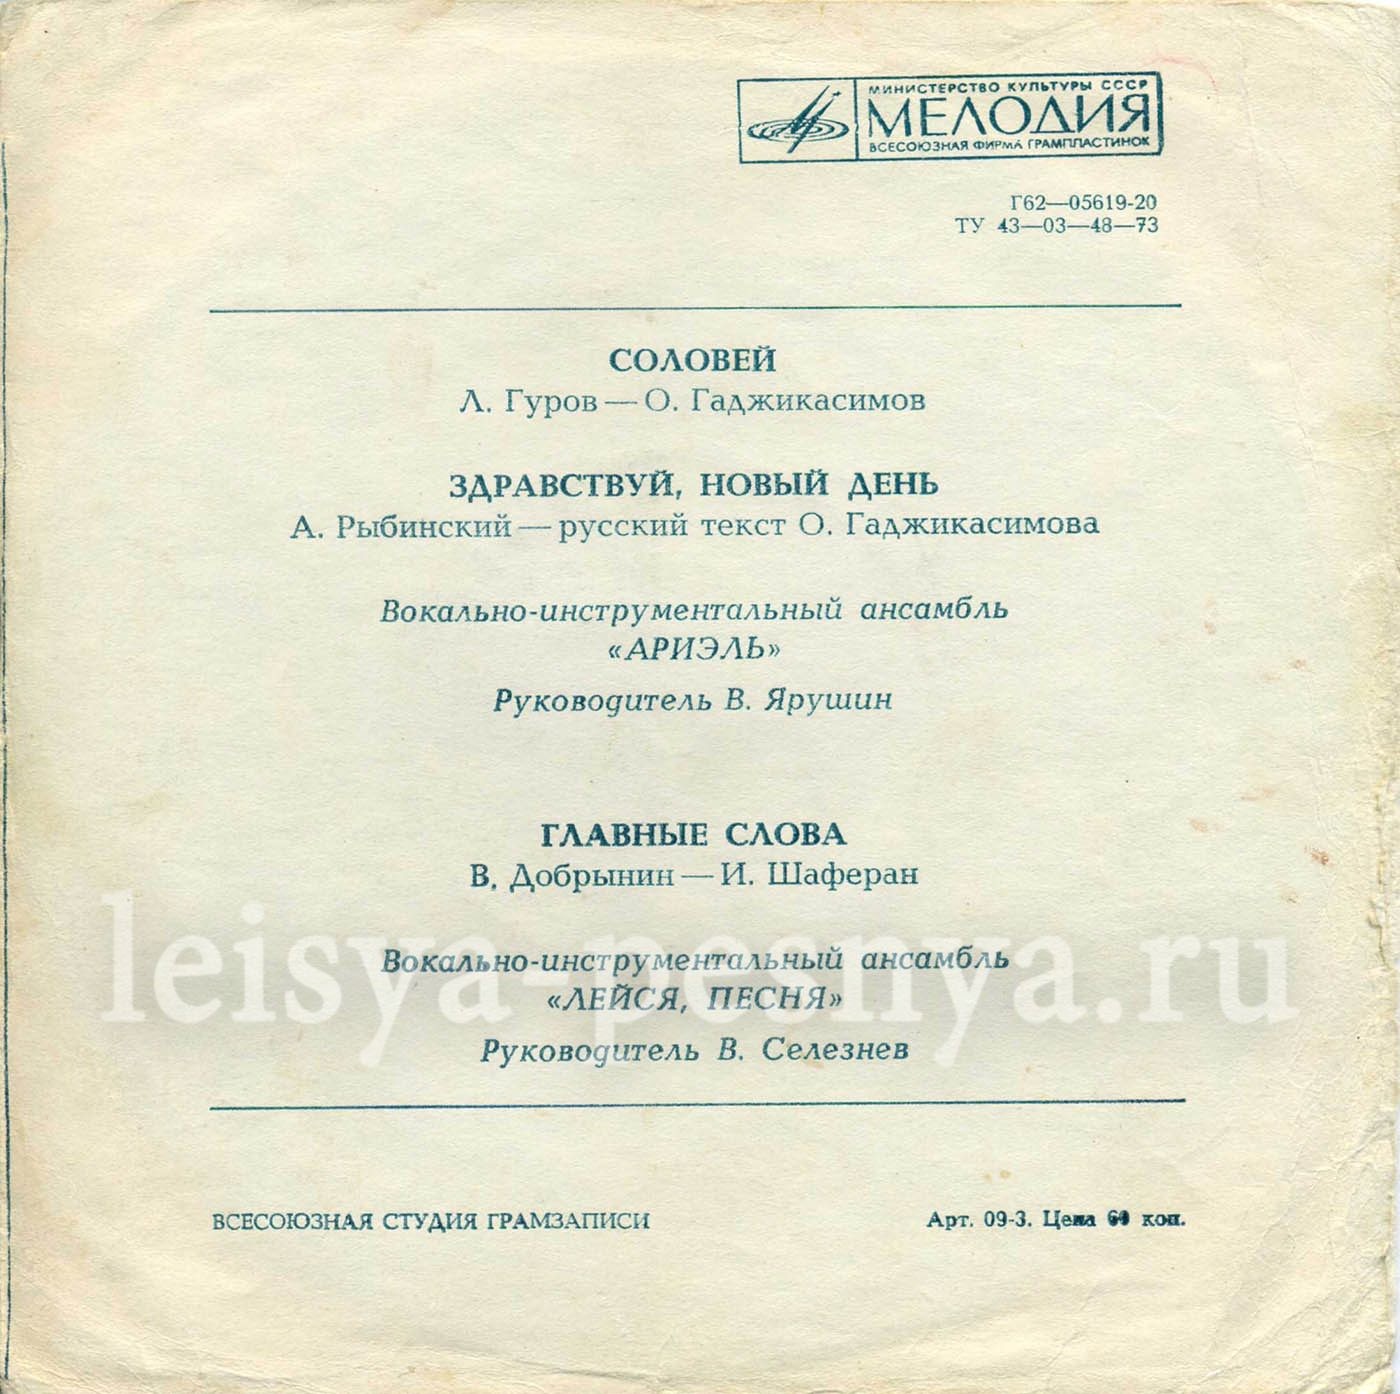 МИНИСТЕРСТВО КУЛЬТУРЫ СССР
МЕЛОДИЯ
ВСЕСОЮЗНАЯ ФИРМА ГРАМПЛАСТИНОК
Г62—05619-20
ТУ 43—03—48—73
СОЛОВЕЙ
Л. Гуров — О. Гаджикасимов
ЗДРАВСТВУЙ, НОВЫЙ ДЕНЬ
А. Рыбинский — русский текст О. Гаджикасимова
Вокально-инструментальный ансамбль
«АРИЭЛЬ»
Руководитель В. Ярушин
ГЛАВНЫЕ СЛОВА
В. Добрынин — И. Шаферан
leisya-pesnya.ru
Вокально-инструментальный ансамбль
«ЛЕЙСЯ, ПЕСНЯ»
Руководитель В. Селезнев
ВСЕСОЮЗНАЯ СТУДИЯ ГРАМЗАПИСИ
Арт. 09-3. Цена коп.